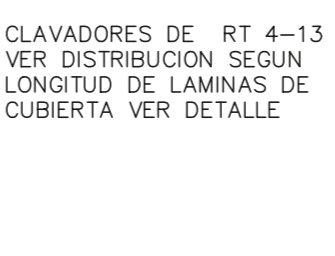 CLAVADORES DE RT 4-13
VER DISTRIBUCION SEGUN
LONGITUD DE LAMINAS DE
CUBIERTA VER DETALLE